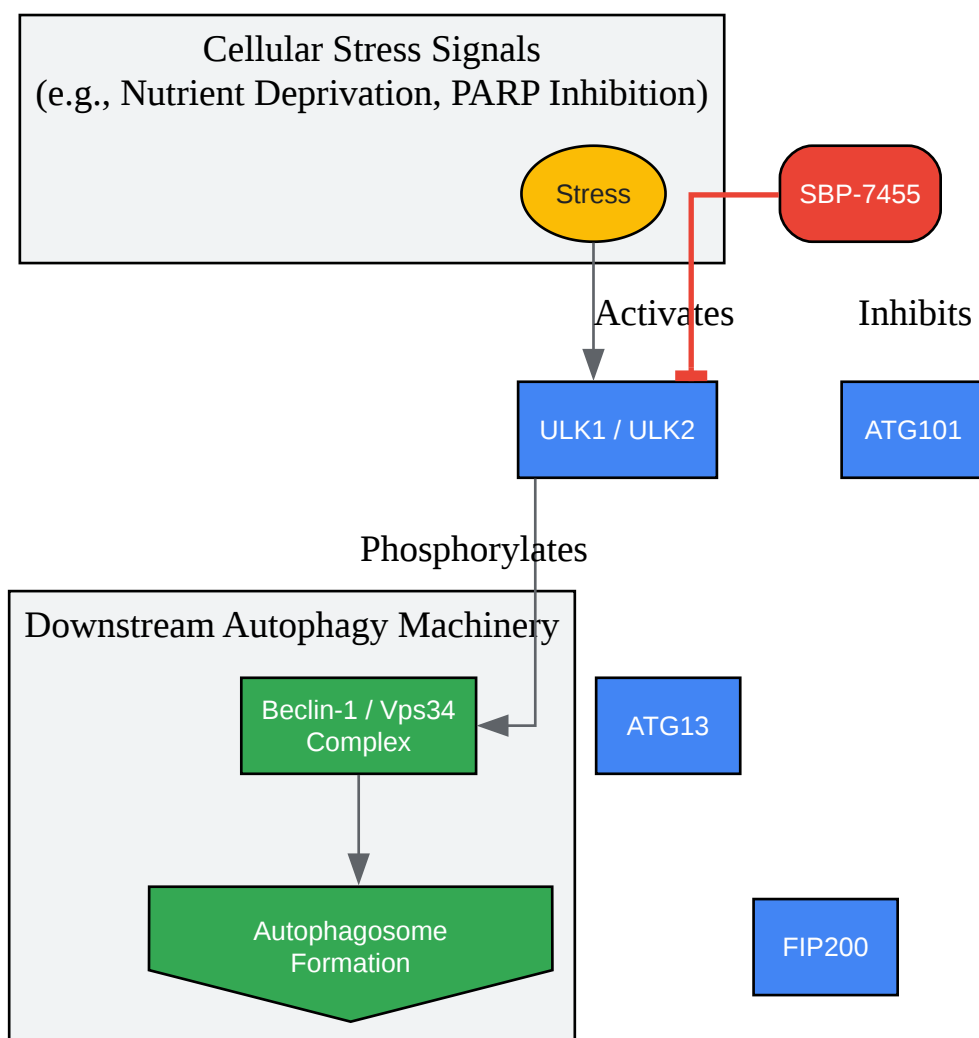 Cellular Stress Signals
(e.g., Nutrient Deprivation, PARP Inhibition)
Stress
SBP-7455
Activates
Inhibits
ULK1 / ULK2
ATG101
Phosphorylates
Downstream Autophagy Machinery
Beclin-1 / Vps34
Complex
ATG13
Autophagosome
Formation
FIP200